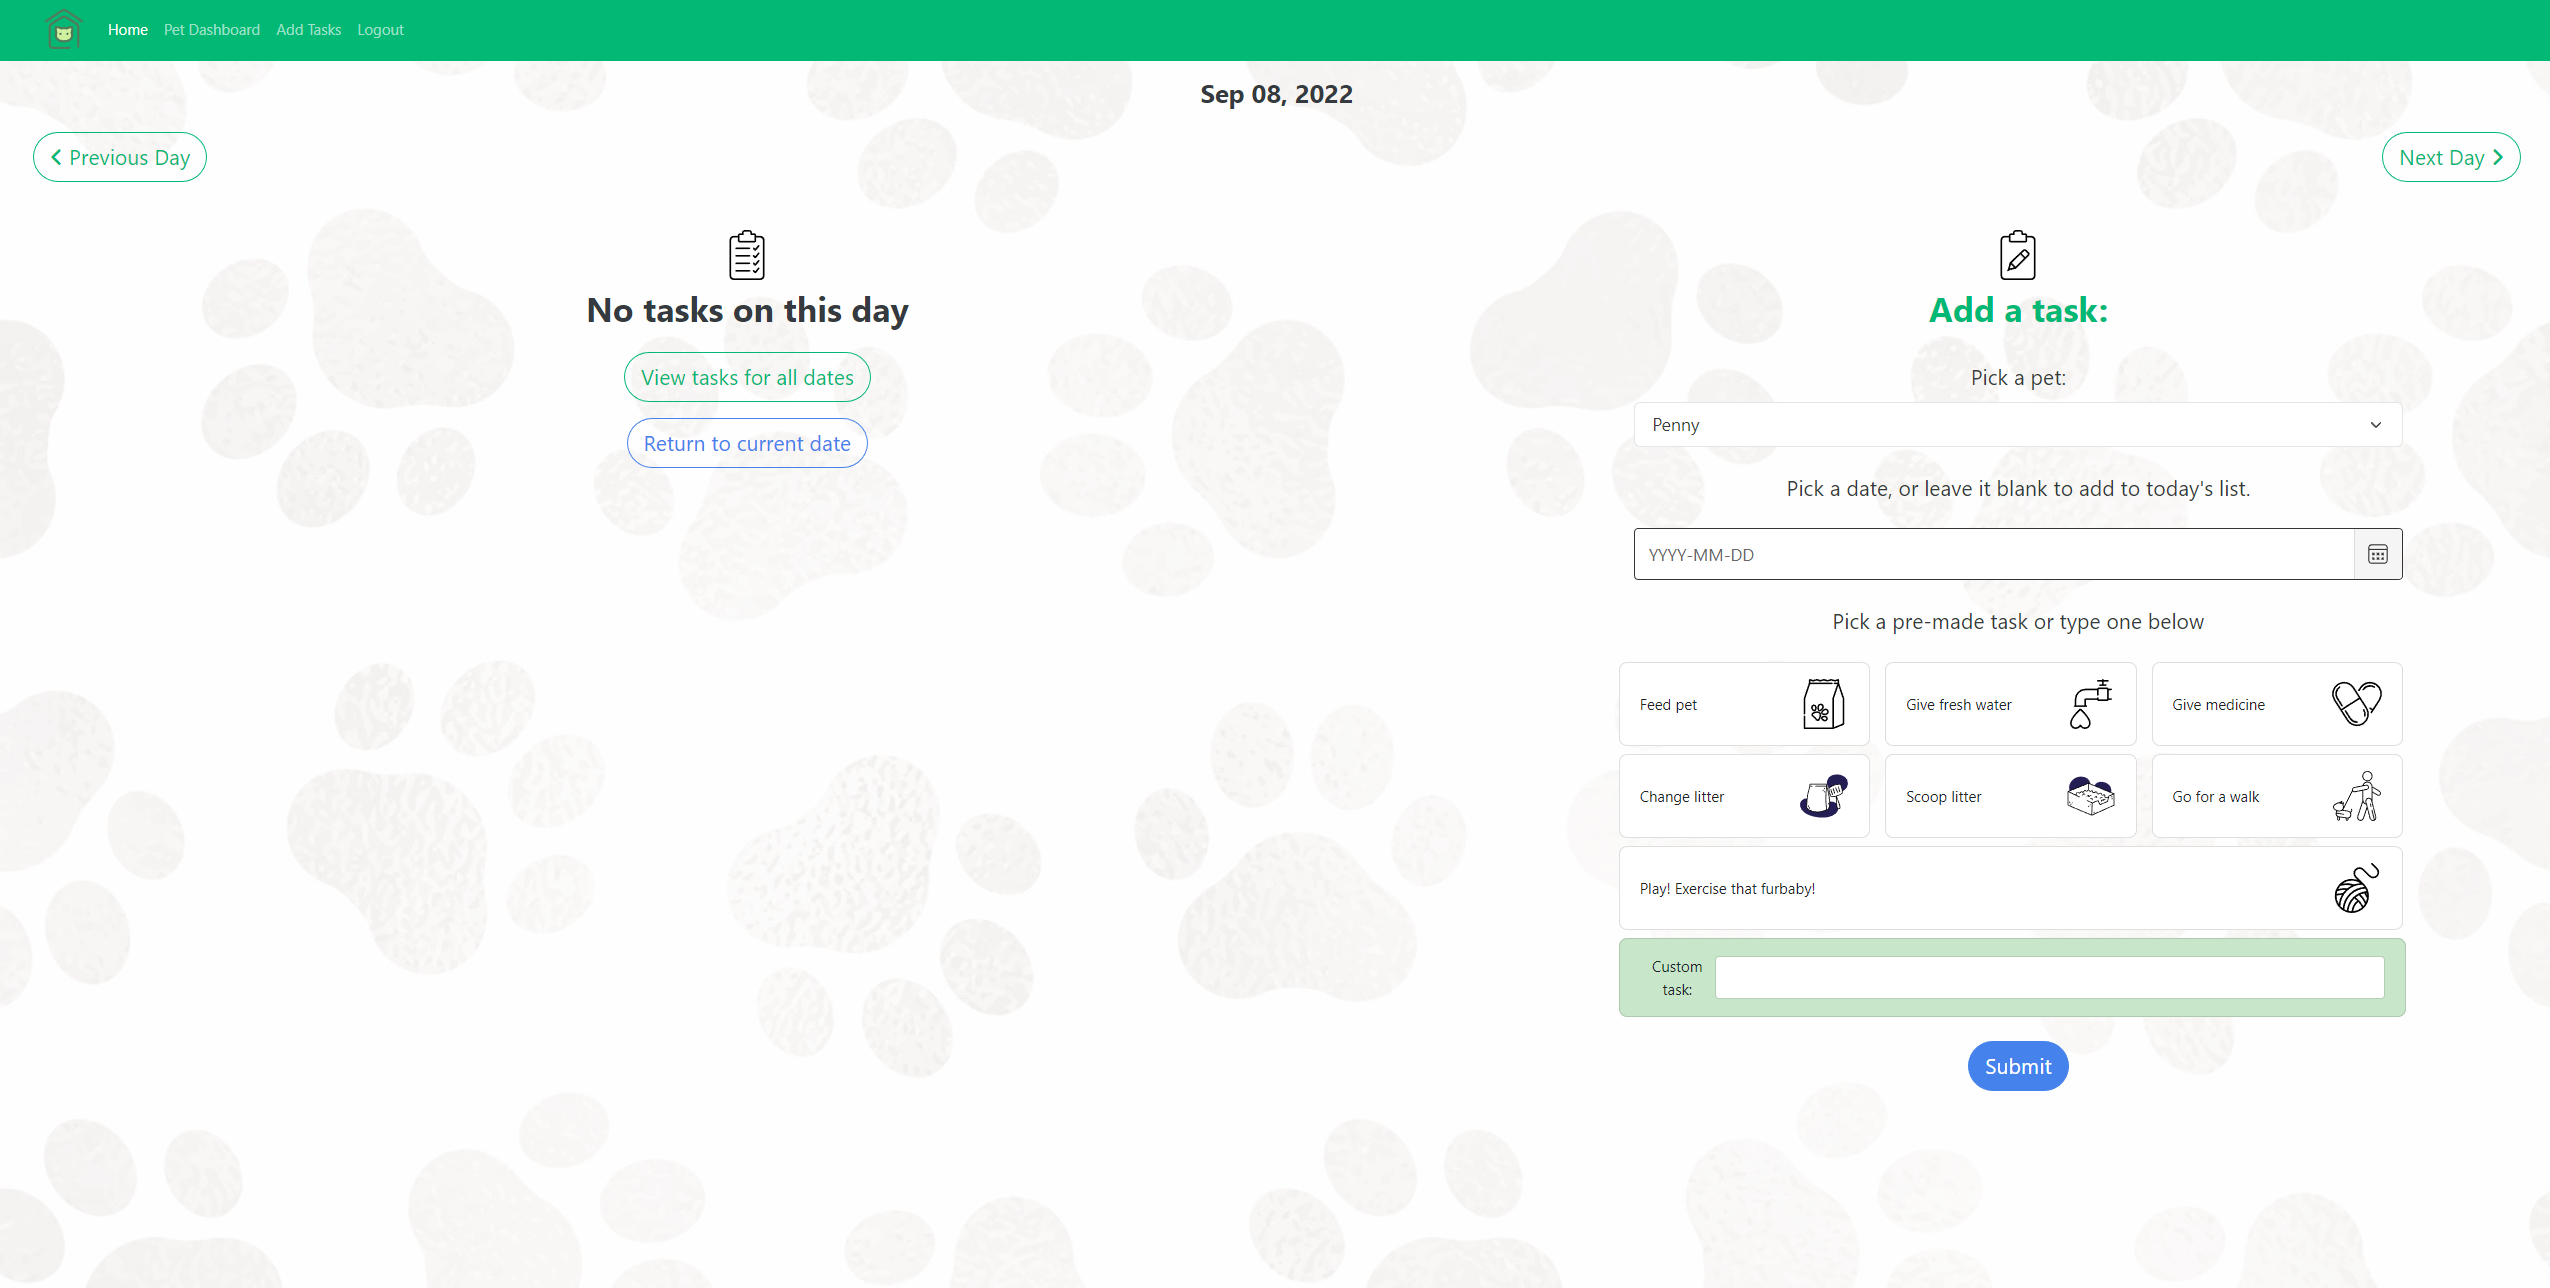 Home Pet Dashboard Add Tasks Logout
Sep 08, 2022
Previous Day
Next Day
No tasks on this day
View tasks for all dates
Return to current date
Add a task:
Pick a pet:
Penny
Pick a date, or leave it blank to add to today's list.
YYYY-MM-DD
Pick a pre-made task or type one below
Feed pet
Give fresh water
Give medicine
Change litter
Scoop litter
Go for a walk
Play! Exercise that furbaby!
Custom
task:
Submit